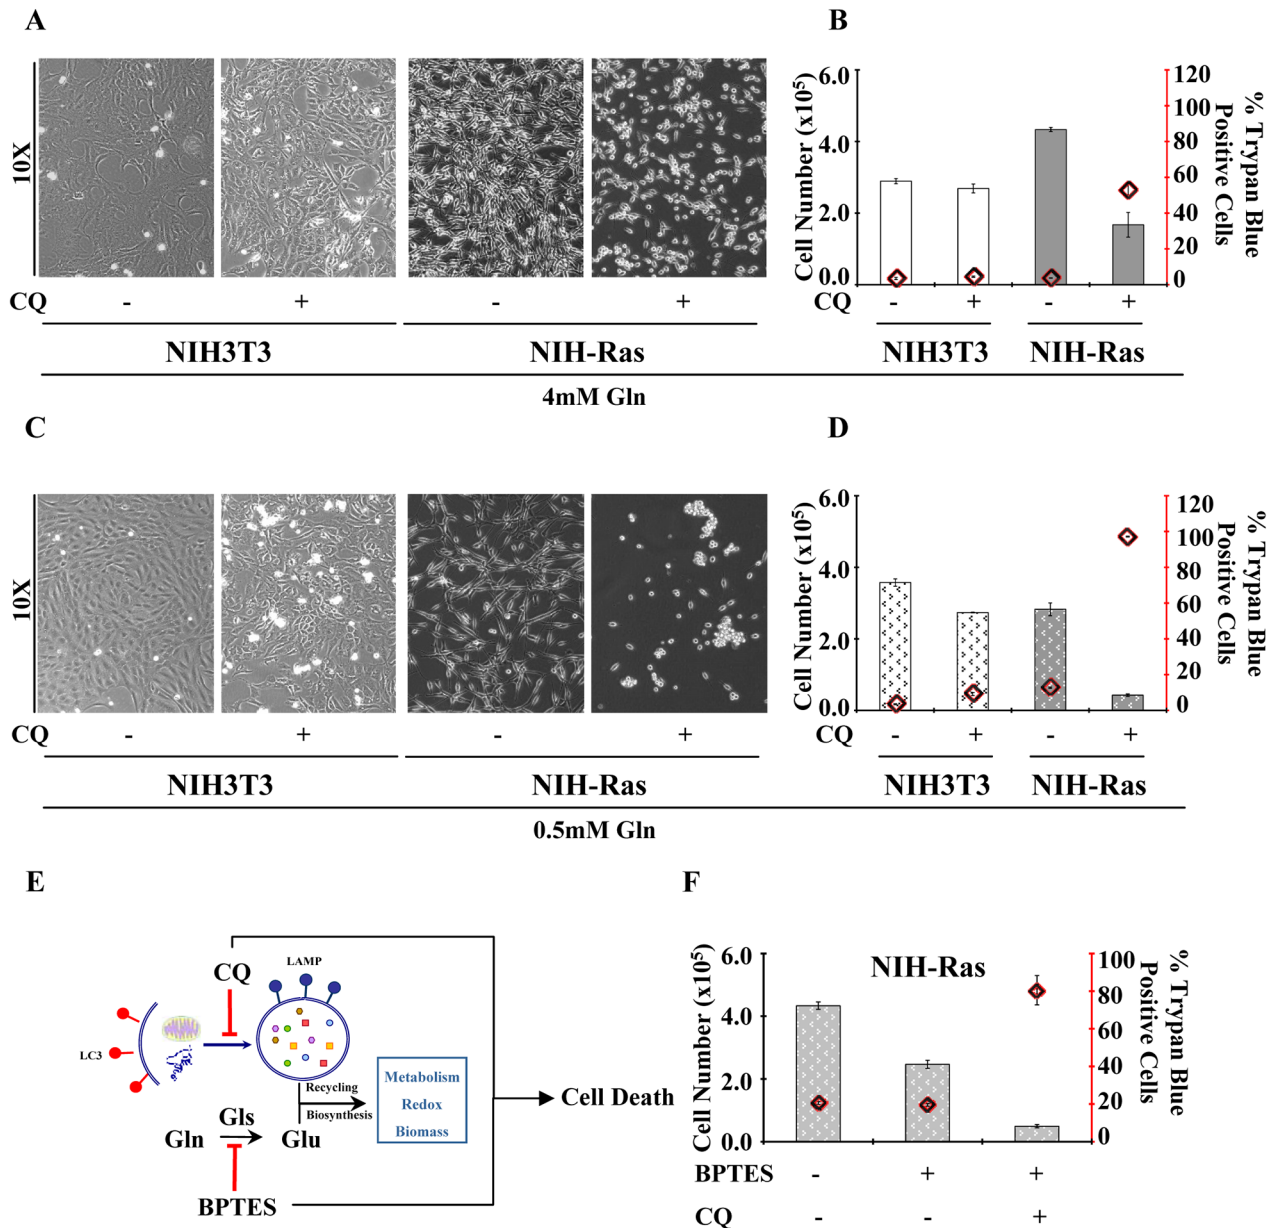 A
10X
CQ - + - +
NIH3T3 NIH-Ras
4mM Gln
B
Cell Number (x10⁵)
6.0
4.0
2.0
0.0
% Trypan Blue
Positive Cells
120
100
80
60
40
20
0
CQ - + - +
NIH3T3 NIH-Ras
C
10X
CQ - + - +
NIH3T3 NIH-Ras
0.5mM Gln
D
Cell Number (x10⁵)
6.0
4.0
2.0
0.0
% Trypan Blue
Positive Cells
120
100
80
60
40
20
0
CQ - + - +
NIH3T3 NIH-Ras
E
CQ
LAMP
LC3
Recycling
Biosynthesis
Metabolism
Redox
Biomass
Gls
Gln
Glu
BPTES
Cell Death
F
NIH-Ras
Cell Number (x10⁵)
6.0
4.0
2.0
0.0
% Trypan Blue
Positive Cells
100
80
60
40
20
0
BPTES - + +
CQ - - +